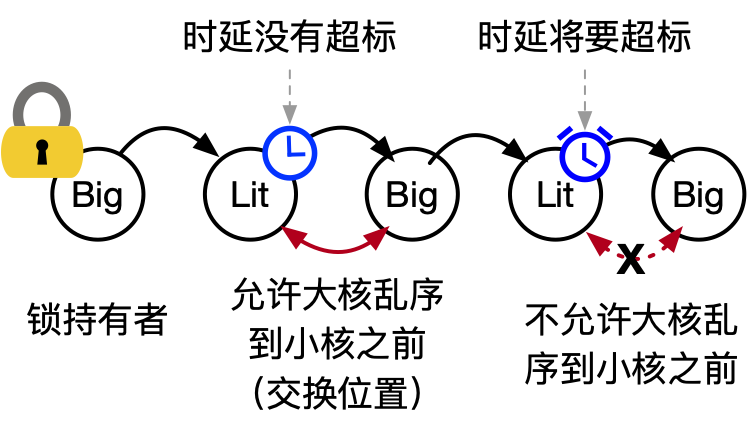 时延没有超标
时延将要超标
Big
Lit
Big
Lit
Big
X
锁持有者
允许大核乱序
到小核之前
(交换位置)
不允许大核乱
序到小核之前